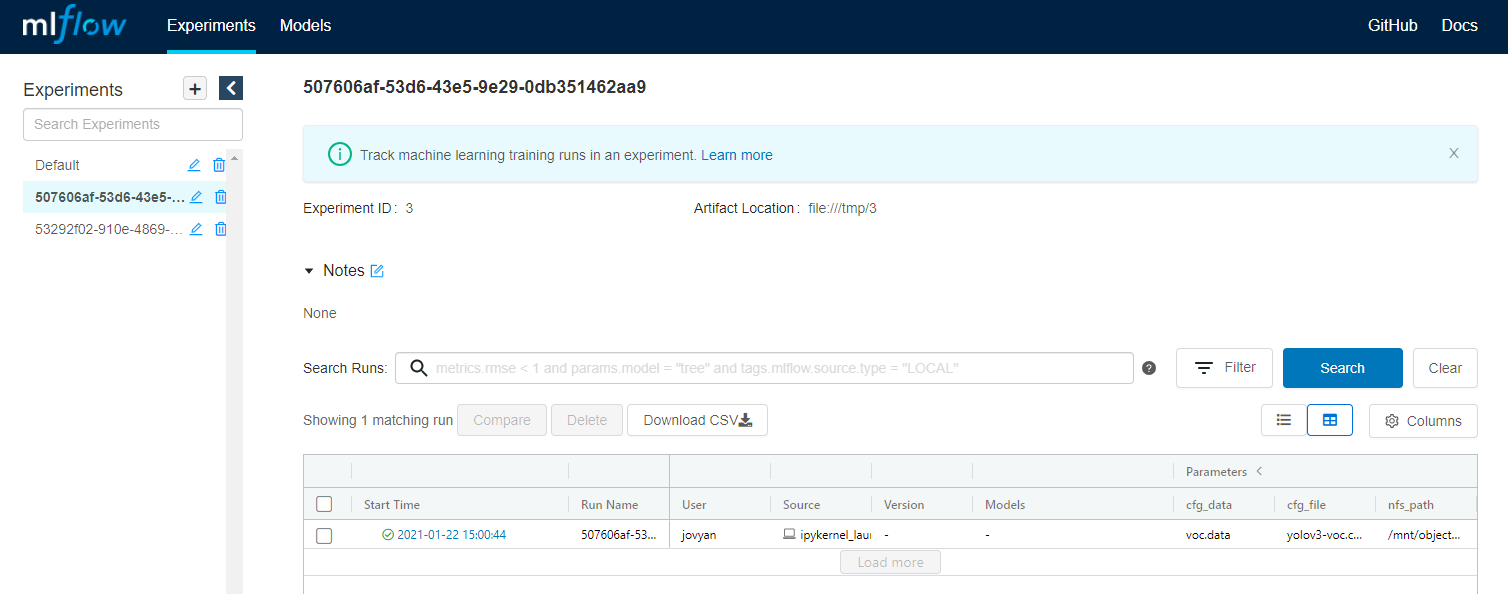 mlflow Experiments Models GitHub Docs
Experiments
Search Experiments
Default
507606af-53d6-43e5-...
53292f02-910e-4869-...
507606af-53d6-43e5-9e29-0db351462aa9
Track machine learning training runs in an experiment. Learn more
Experiment ID: 3 Artifact Location: file:///tmp/3
Notes
None
Search Runs: metrics.rmse < 1 and params.model = "tree" and tags.mlflow.source.type = "LOCAL" Filter Search Clear
Showing 1 matching run Compare Delete Download CSV Columns
Parameters
Start Time Run Name User Source Version Models cfg_data cfg_file nfs_path
2021-01-22 15:00:44 507606af-53... jovyan ipykernel_lau - - voc.data yolov3-voc.c... /mnt/object...
Load more